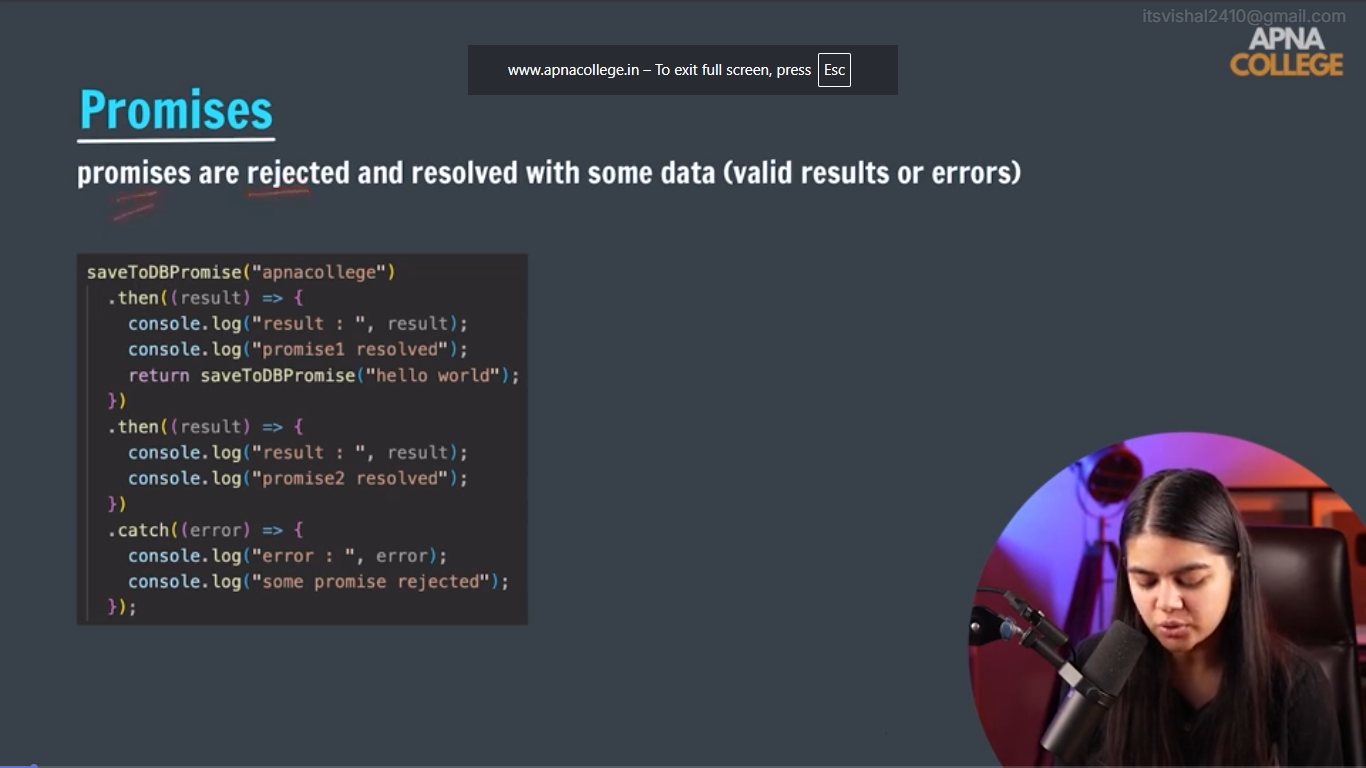 itsvishal2410@gmail.com
APNA
COLLEGE
www.apnacollege.in – To exit full screen, press Esc
Promises
promises are rejected and resolved with some data (valid results or errors)
saveToDBPromise("apnacollege")
.then((result) => {
console.log("result : ", result);
console.log("promise1 resolved");
return saveToDBPromise("hello world");
})
.then((result) => {
console.log("result : ", result);
console.log("promise2 resolved");
})
.catch((error) => {
console.log("error : ", error);
console.log("some promise rejected");
});